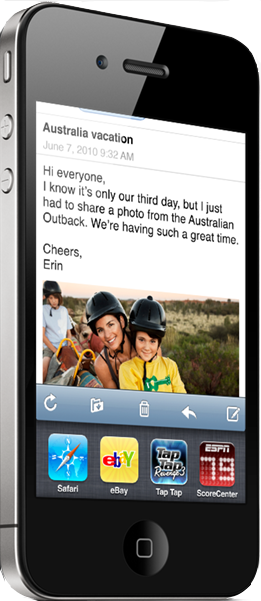 Australia vacation
June 7, 2010 9:32 AM
Hi everyone,
I know it's only our third day, but I just
had to share a photo from the Australian
Outback. We're having such a great time.
Cheers,
Erin
ebY
Tap
Tap
Revenge 3
ESPN
Safari
eBay
Tap Tap
ScoreCenter